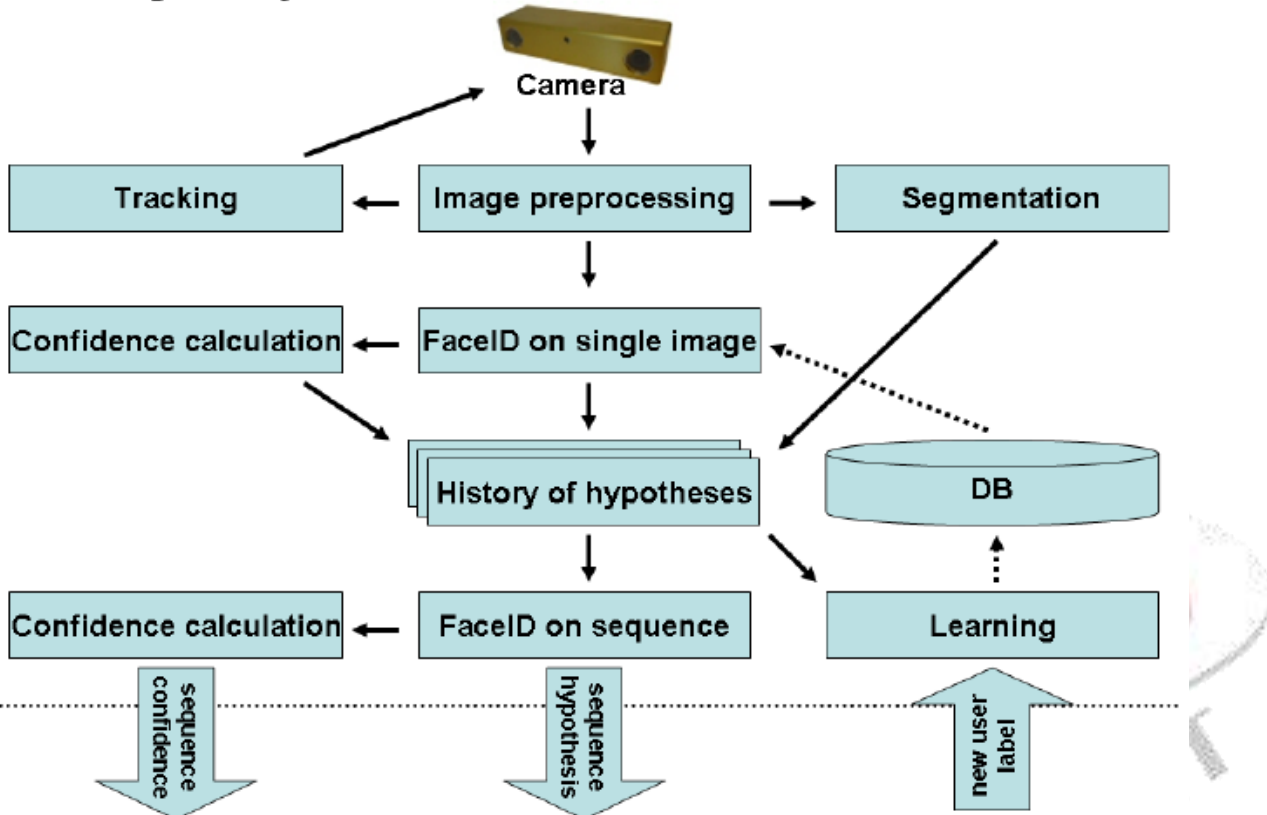 Camera
Tracking
Image preprocessing
Segmentation
Confidence calculation
FaceID on single image
History of hypotheses
DB
Confidence calculation
FaceID on sequence
Learning
sequence
confidence
sequence
hypothesis
new user
label